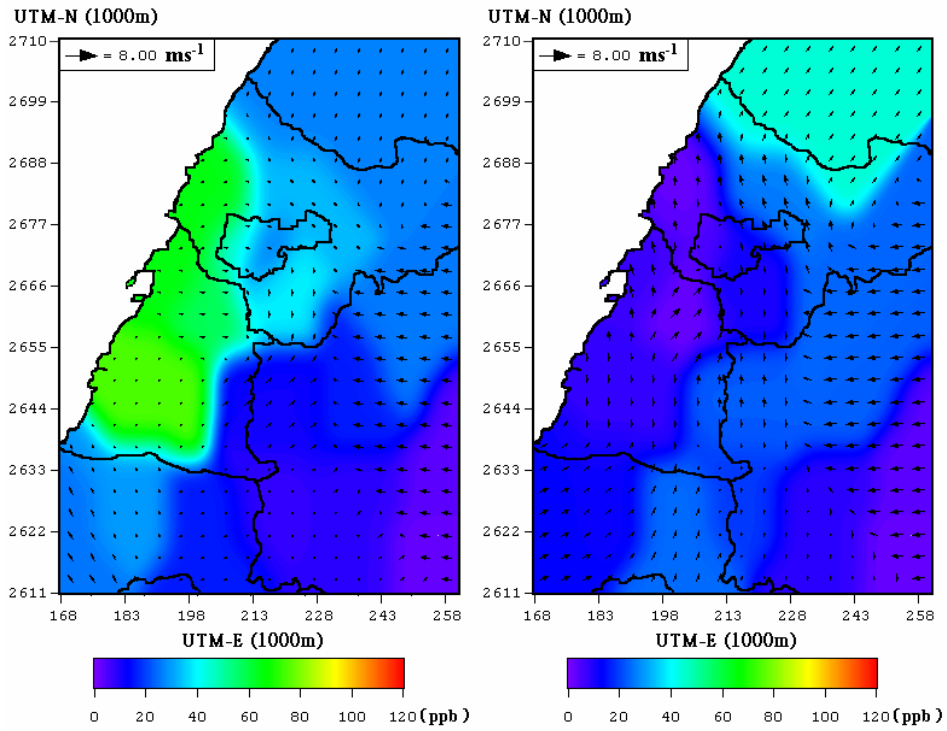 UTM-N (1000m)
2710
2699
2688
2677
2666
2655
2644
2633
2622
2611
= 8.00 ms-1
168 183 198 213 228 243 258
UTM-E (1000m)
0 20 40 60 80 100 120 (ppb)
UTM-N (1000m)
2710
2699
2688
2677
2666
2655
2644
2633
2622
2611
= 8.00 ms-1
168 183 198 213 228 243 258
UTM-E (1000m)
0 20 40 60 80 100 120 (ppb)